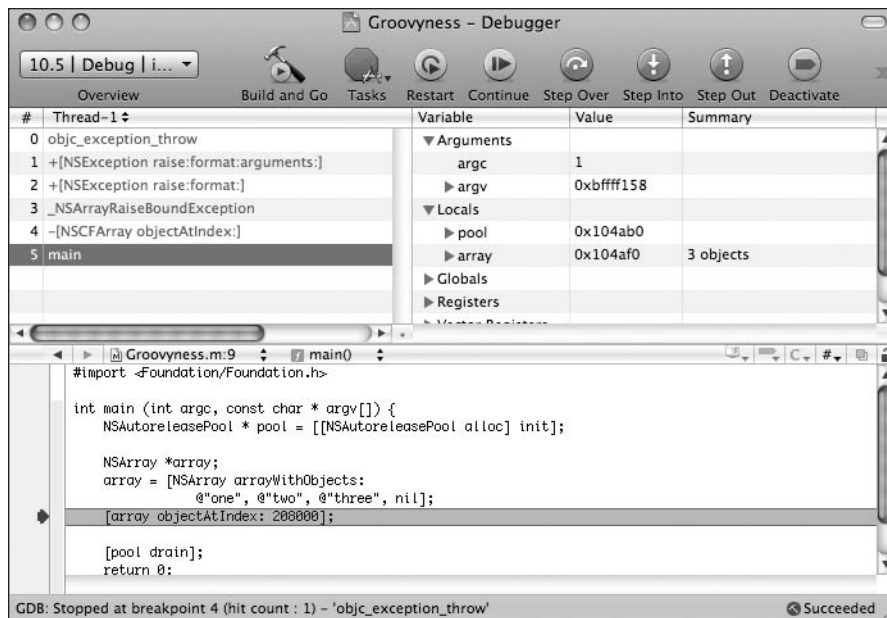 Groovyness – Debugger
10.5 | Debug | i...
Overview
Build and Go
Tasks
Restart
Continue
Step Over
Step Into
Step Out
Deactivate
# Thread-1
0 objc_exception_throw
1 +[NSException raise:format:arguments:]
2 +[NSException raise:format:]
3 _NSArrayRaiseBoundException
4 -[NSCFArray objectAtIndex:]
5 main
Variable Value Summary
Arguments
argc 1
argv 0xbffff158
Locals
pool 0x104ab0
array 0x104af0 3 objects
Globals
Registers
Vector Registers
Groovyness.m:9 main() C #
#import <Foundation/Foundation.h>
int main (int argc, const char * argv[]) {
NSAutoreleasePool * pool = [[NSAutoreleasePool alloc] init];
NSArray *array;
array = [NSArray arrayWithObjects:
@"one", @"two", @"three", nil];
[array objectAtIndex: 208000];
[pool drain];
return 0;
GDB: Stopped at breakpoint 4 (hit count : 1) – 'objc_exception_throw'
Succeeded